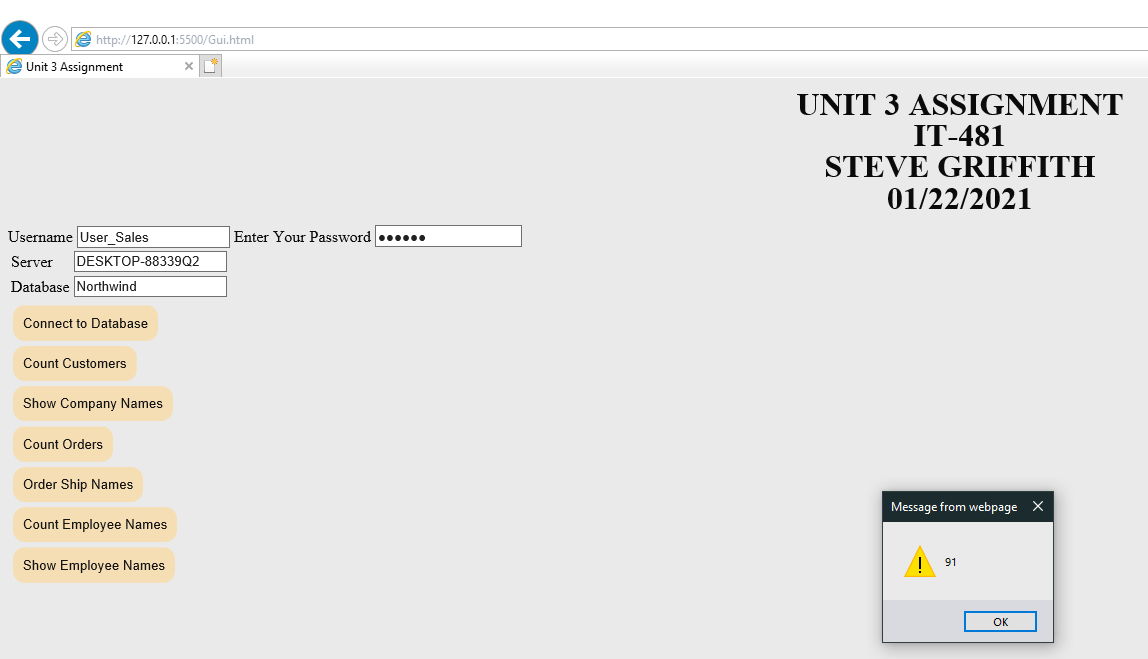 http://127.0.0.1:5500/Gui.html
Unit 3 Assignment
UNIT 3 ASSIGNMENT
IT-481
STEVE GRIFFITH
01/22/2021
Username User_Sales Enter Your Password ●●●●●●
Server DESKTOP-88339Q2
Database Northwind
Connect to Database
Count Customers
Show Company Names
Count Orders
Order Ship Names
Count Employee Names
Show Employee Names
Message from webpage
91
OK